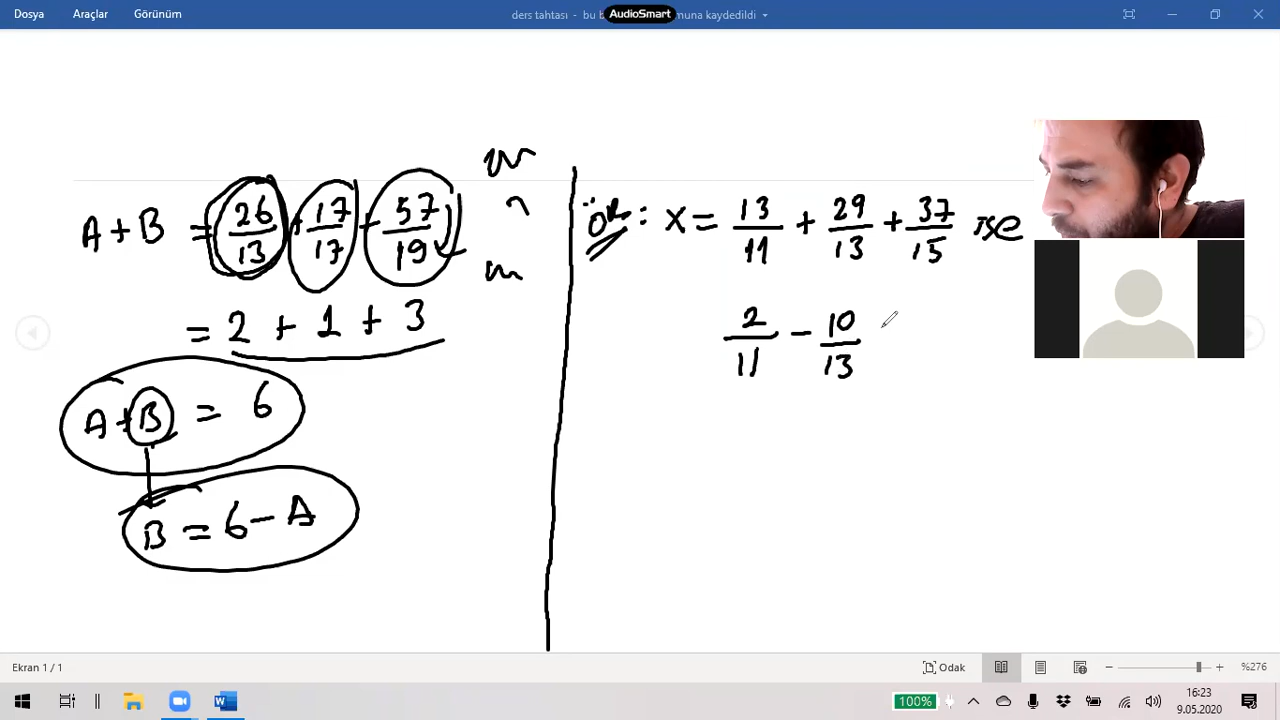 Dosya Araçlar Görünüm
ders tahtası - bu b
AudioSmart
muna kaydedildi
A+B = 26/13 + 17/17 + 57/19
= 2 + 1 + 3
A+B = 6
B = 6 - A
Ör: X = 13/11 + 29/13 + 37/15 ise
2/11 - 10/13
Ekran 1 / 1
Odak
%276
100%
16:23
9.05.2020